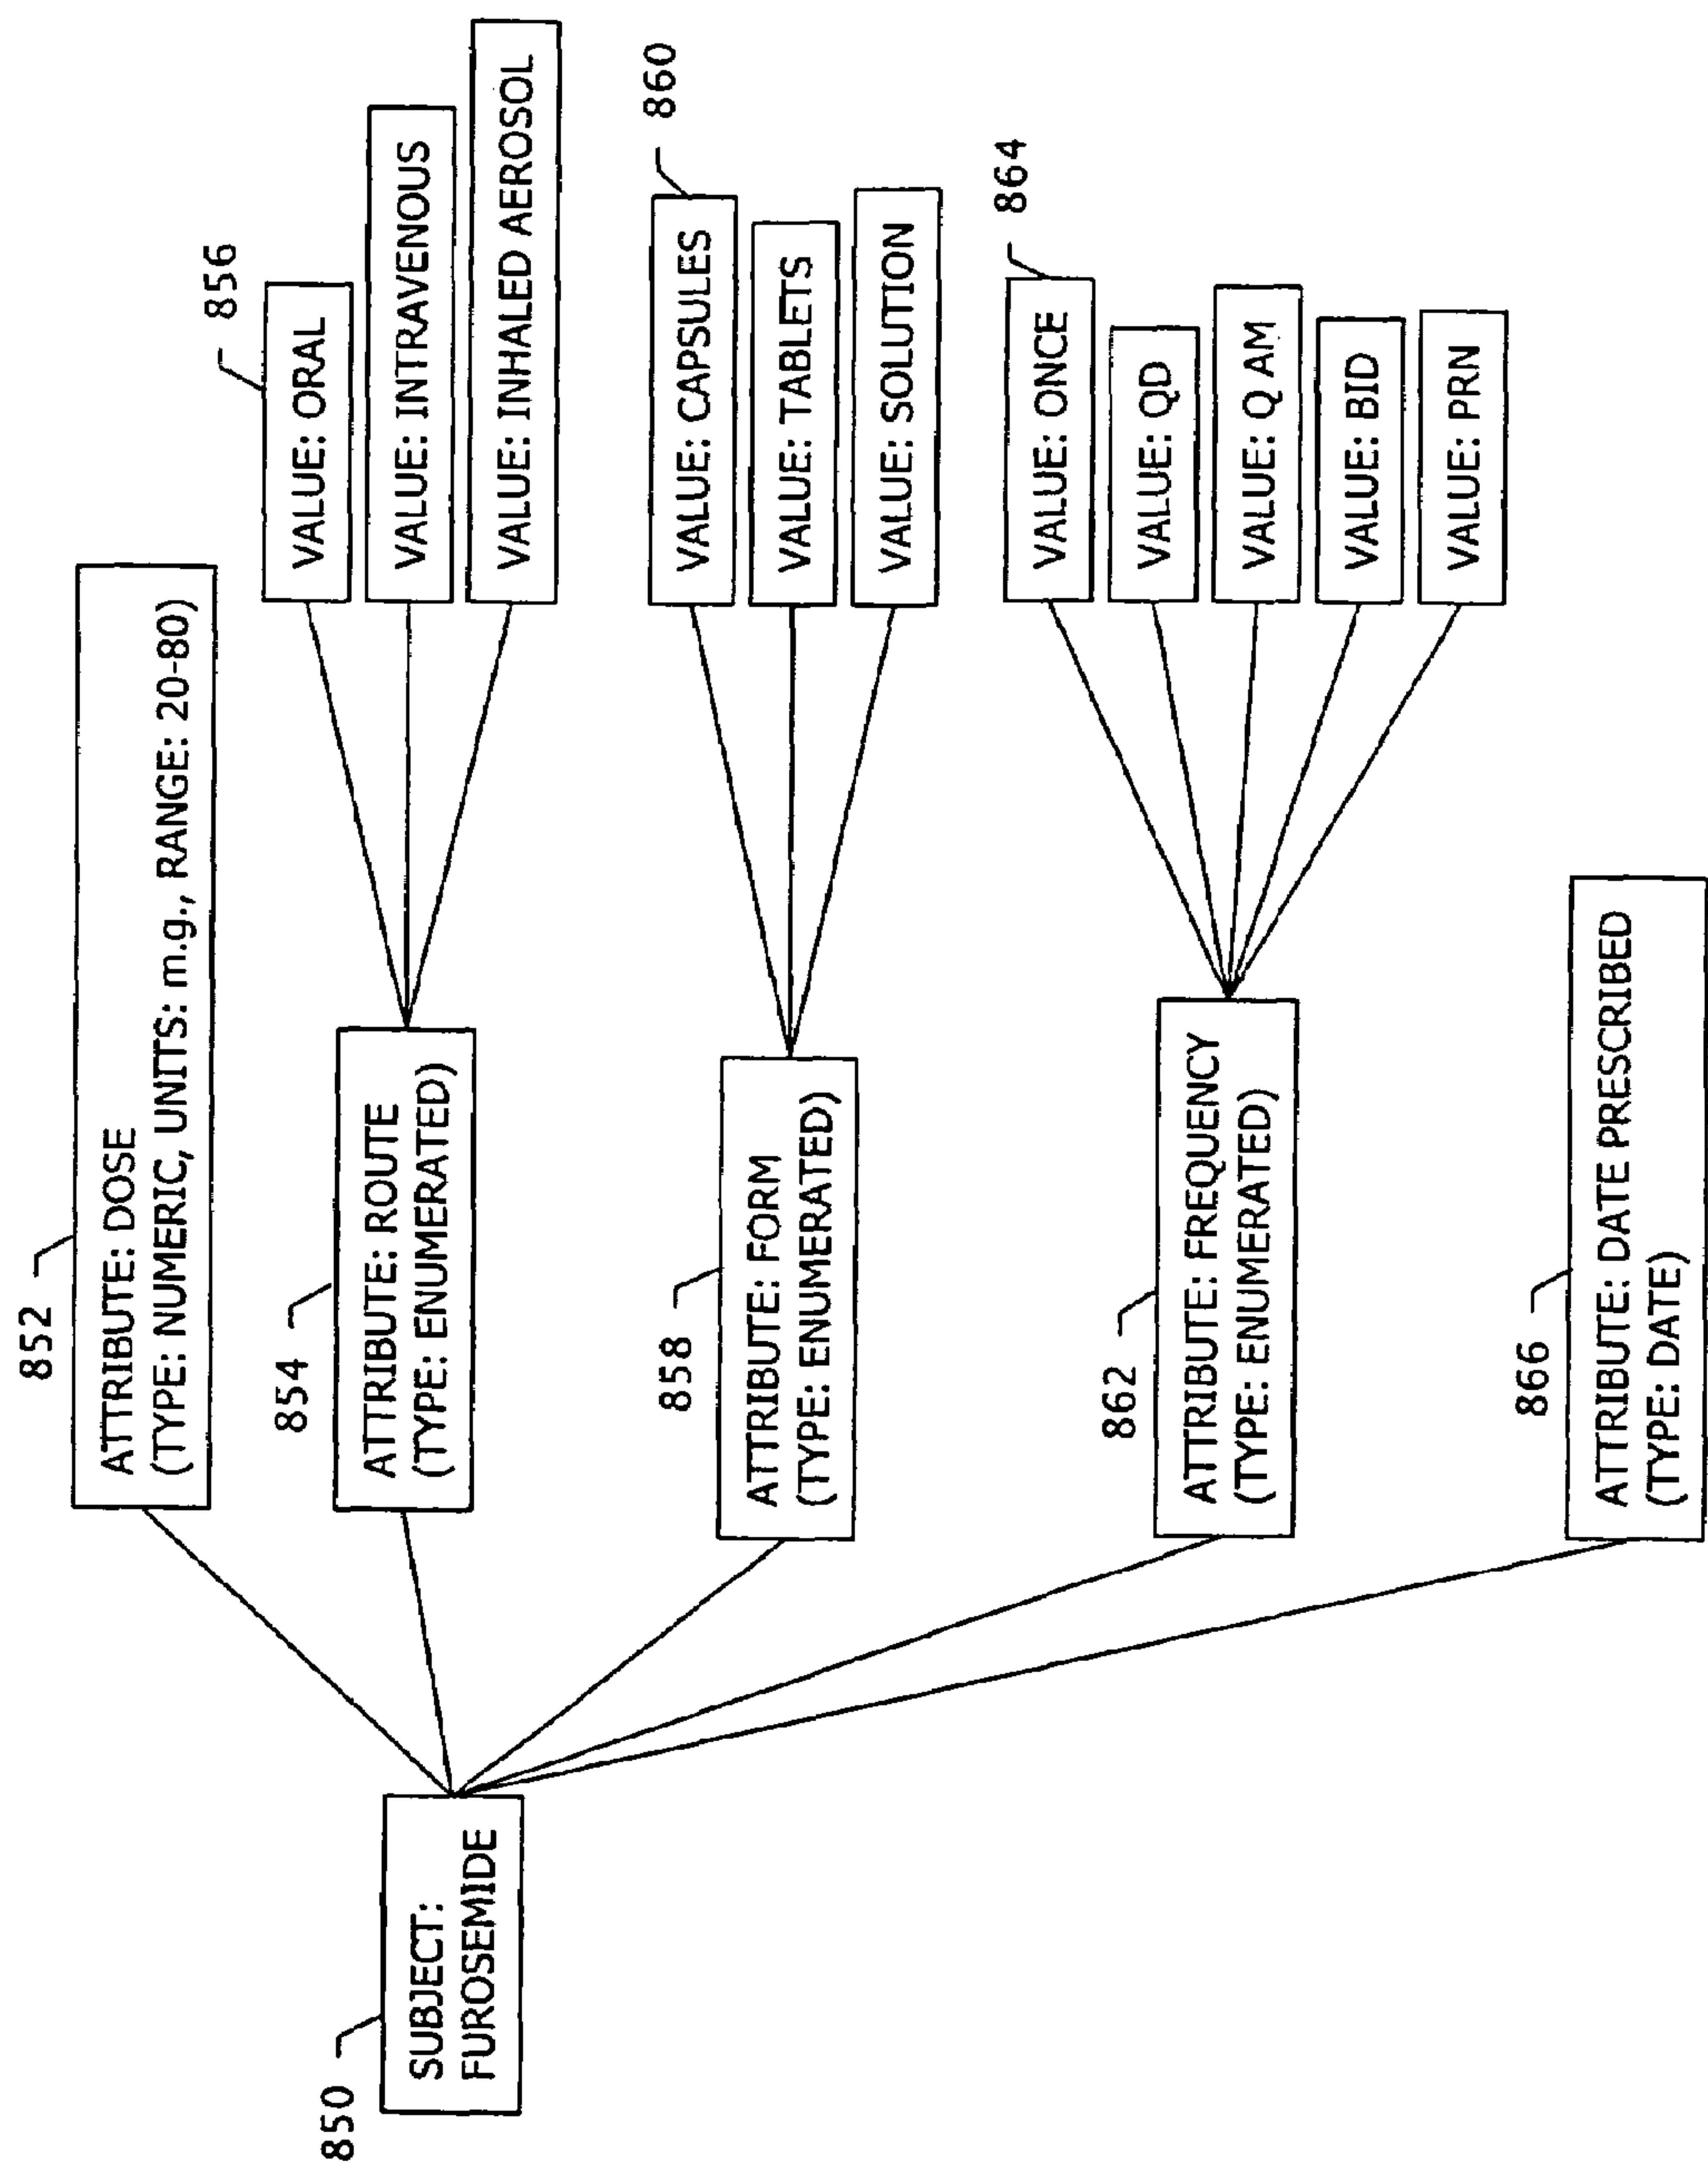 852
ATTRIBUTE: DOSE
(TYPE: NUMERIC, UNITS: m.g., RANGE: 20-80)
850
SUBJECT:
FUROSEMIDE
854
ATTRIBUTE: ROUTE
(TYPE: ENUMERATED)
856
VALUE: ORAL
VALUE: INTRAVENOUS
VALUE: INHALED AEROSOL
858
ATTRIBUTE: FORM
(TYPE: ENUMERATED)
860
VALUE: CAPSULES
VALUE: TABLETS
VALUE: SOLUTION
862
ATTRIBUTE: FREQUENCY
(TYPE: ENUMERATED)
864
VALUE: ONCE
VALUE: QD
VALUE: Q AM
VALUE: BID
VALUE: PRN
866
ATTRIBUTE: DATE PRESCRIBED
(TYPE: DATE)